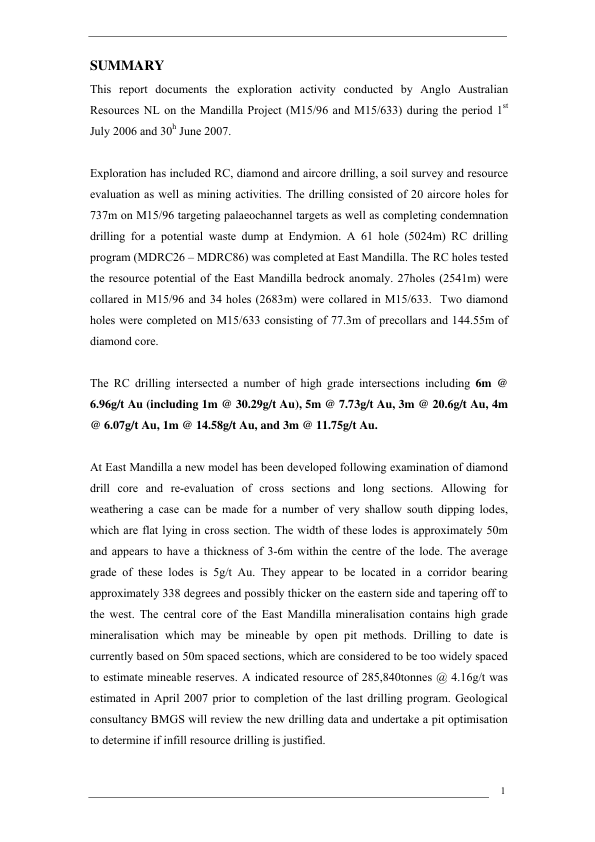 SUMMARY
This report documents the exploration activity conducted by Anglo Australian
Resources NL on the Mandilla Project (M15/96 and M15/633) during the period 1st
July 2006 and 30h June 2007.
Exploration has included RC, diamond and aircore drilling, a soil survey and resource
evaluation as well as mining activities. The drilling consisted of 20 aircore holes for
737m on M15/96 targeting palaeochannel targets as well as completing condemnation
drilling for a potential waste dump at Endymion. A 61 hole (5024m) RC drilling
program (MDRC26 – MDRC86) was completed at East Mandilla. The RC holes tested
the resource potential of the East Mandilla bedrock anomaly. 27holes (2541m) were
collared in M15/96 and 34 holes (2683m) were collared in M15/633.  Two diamond
holes were completed on M15/633 consisting of 77.3m of precollars and 144.55m of
diamond core.
The RC drilling intersected a number of high grade intersections including 6m @
6.96g/t Au (including 1m @ 30.29g/t Au), 5m @ 7.73g/t Au, 3m @ 20.6g/t Au, 4m
@ 6.07g/t Au, 1m @ 14.58g/t Au, and 3m @ 11.75g/t Au.
At East Mandilla a new model has been developed following examination of diamond
drill core and re-evaluation of cross sections and long sections. Allowing for
weathering a case can be made for a number of very shallow south dipping lodes,
which are flat lying in cross section. The width of these lodes is approximately 50m
and appears to have a thickness of 3-6m within the centre of the lode. The average
grade of these lodes is 5g/t Au. They appear to be located in a corridor bearing
approximately 338 degrees and possibly thicker on the eastern side and tapering off to
the west. The central core of the East Mandilla mineralisation contains high grade
mineralisation which may be mineable by open pit methods. Drilling to date is
currently based on 50m spaced sections, which are considered to be too widely spaced
to estimate mineable reserves. A indicated resource of 285,840tonnes @ 4.16g/t was
estimated in April 2007 prior to completion of the last drilling program. Geological
consultancy BMGS will review the new drilling data and undertake a pit optimisation
to determine if infill resource drilling is justified.
1